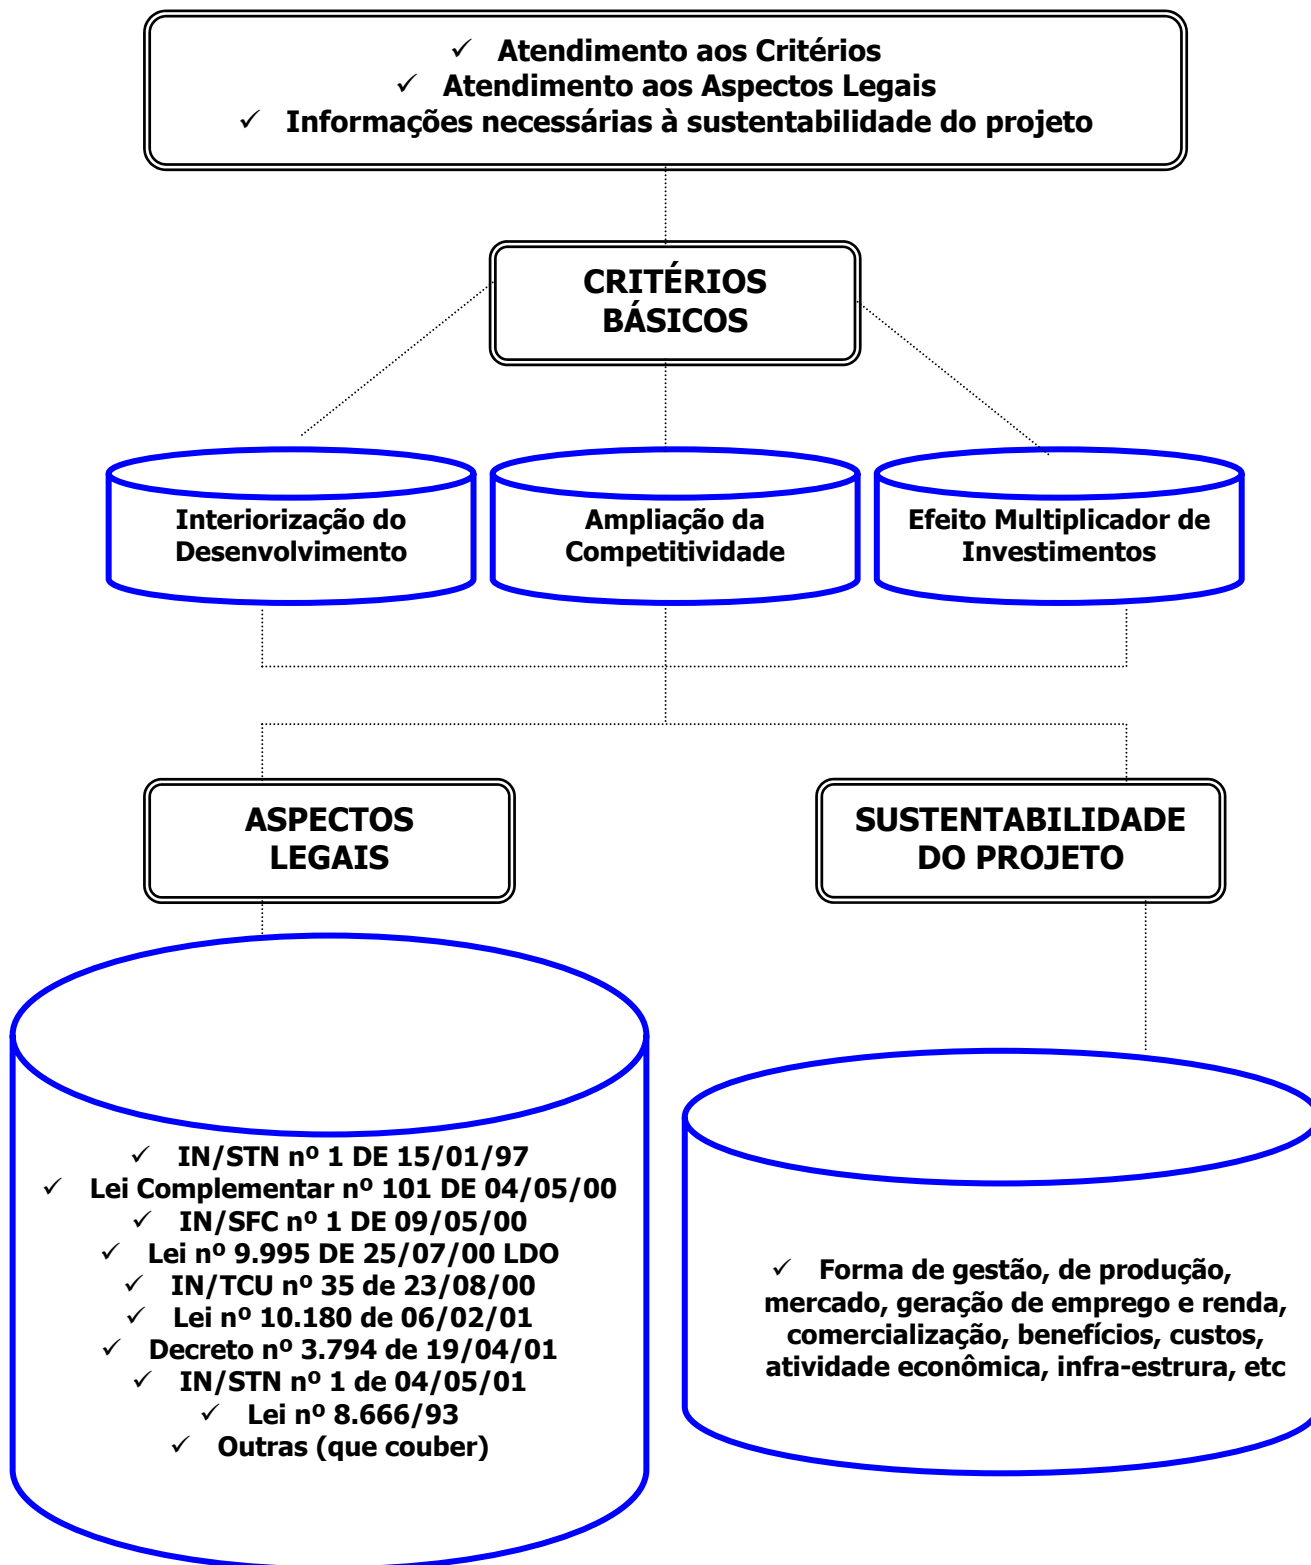 ✓ Atendimento aos Critérios
✓ Atendimento aos Aspectos Legais
✓ Informações necessárias à sustentabilidade do projeto
CRITÉRIOS
BÁSICOS
Interiorização do
Desenvolvimento
Ampliação da
Competitividade
Efeito Multiplicador de
Investimentos
ASPECTOS
LEGAIS
SUSTENTABILIDADE
DO PROJETO
✓ IN/STN nº 1 DE 15/01/97
✓ Lei Complementar nº 101 DE 04/05/00
✓ IN/SFC nº 1 DE 09/05/00
✓ Lei nº 9.995 DE 25/07/00 LDO
✓ IN/TCU nº 35 de 23/08/00
✓ Lei nº 10.180 de 06/02/01
✓ Decreto nº 3.794 de 19/04/01
✓ IN/STN nº 1 de 04/05/01
✓ Lei nº 8.666/93
✓ Outras (que couber)
✓ Forma de gestão, de produção,
mercado, geração de emprego e renda,
comercialização, benefícios, custos,
atividade econômica, infra-estrura, etc